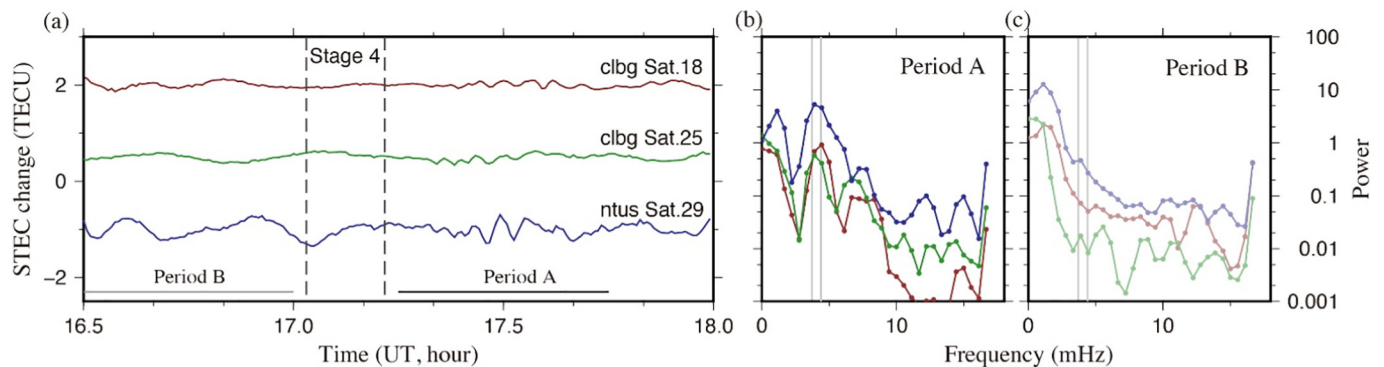 (a)
Stage 4
clbg Sat.18
clbg Sat.25
ntus Sat.29
Period B
Period A
STEC change (TECU)
2
0
−2
16.5 17.0 17.5 18.0
Time (UT, hour)
(b)
Period A
0 10
(c)
Period B
0 10
Frequency (mHz)
100
10
1
0.1
0.01
0.001
Power